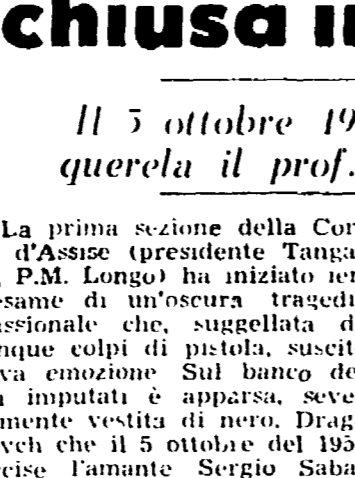 chiusa i
Il 5 ottobre 19
querela il prof.
La prima sezione della Cor
d'Assise (presidente Tanga
, P.M. Longo) ha iniziato ier
esame di un'oscura tragedi
assionale che, suggellata d
nque colpi di pistola, suscit
va emozione Sul banco de
imputati è apparsa, seve
mente vestita di nero. Drag
vch che il 5 ottobre del 195
cise l'amante Sergio Saba